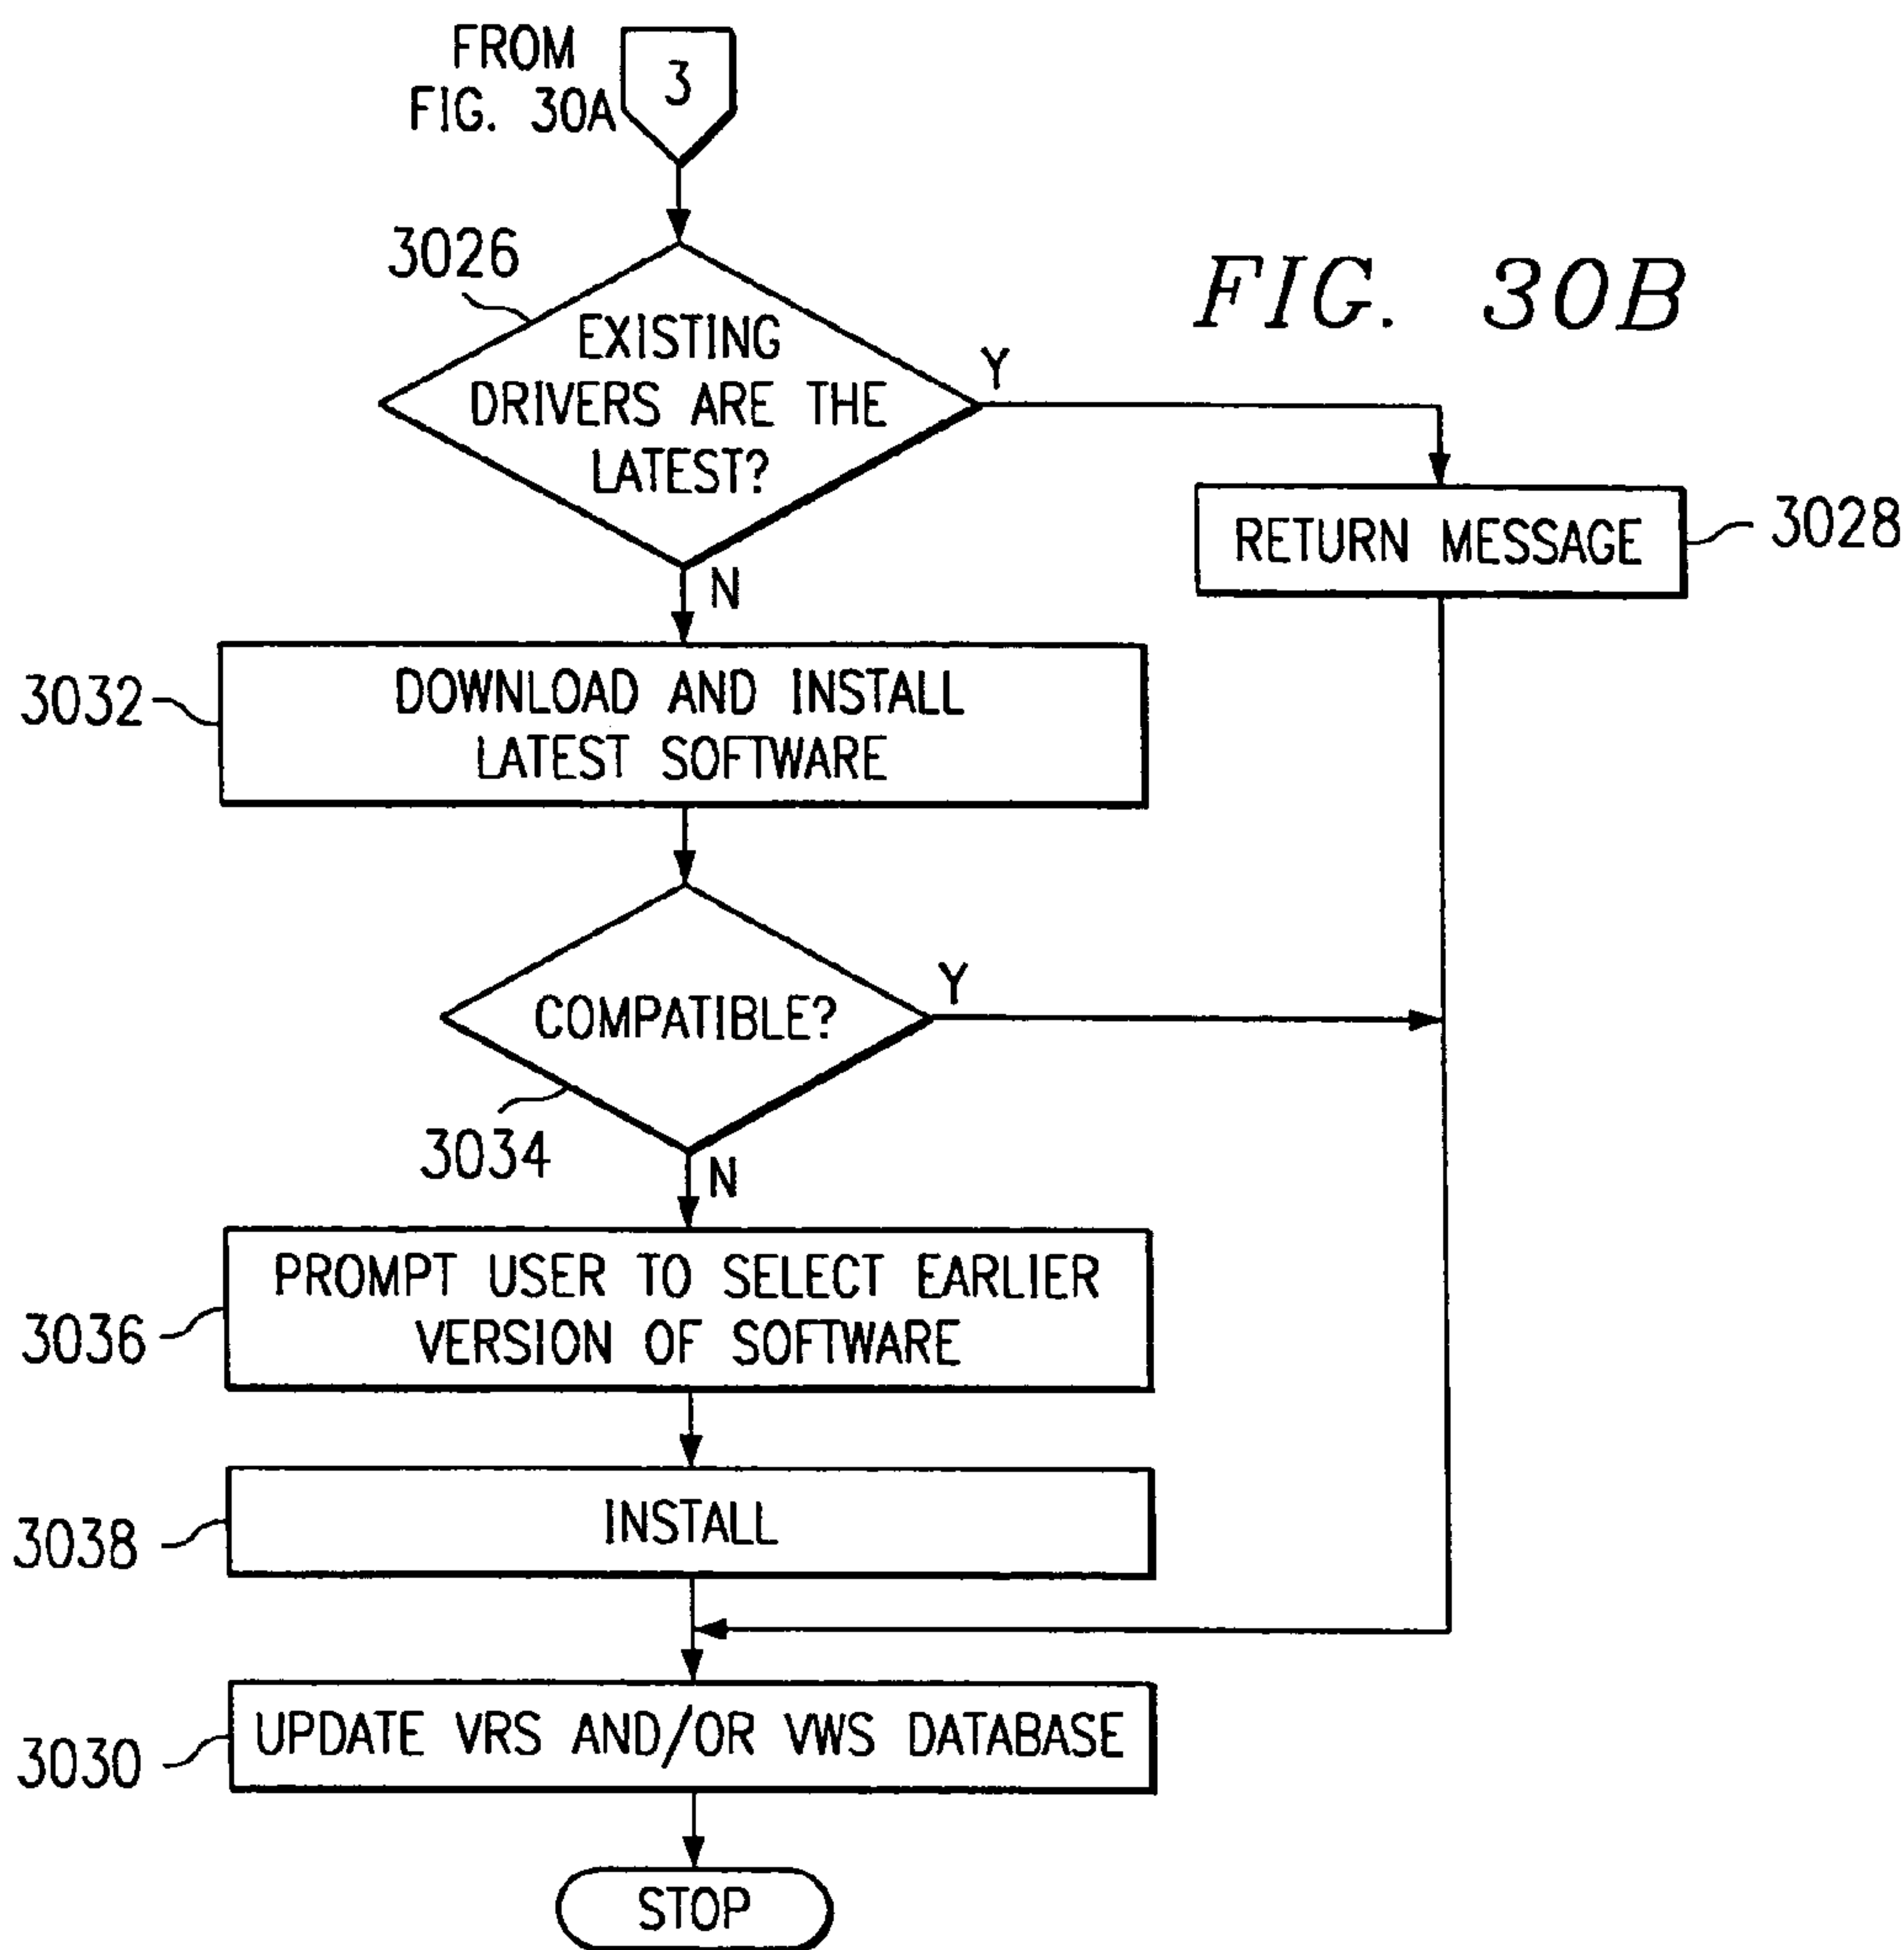 FROM
FIG. 30A
3
3026
EXISTING
DRIVERS ARE THE
LATEST?
Y
FIG. 30B
RETURN MESSAGE
3028
N
3032
DOWNLOAD AND INSTALL
LATEST SOFTWARE
COMPATIBLE?
Y
3034
N
3036
PROMPT USER TO SELECT EARLIER
VERSION OF SOFTWARE
3038
INSTALL
3030
UPDATE VRS AND/OR VWS DATABASE
STOP